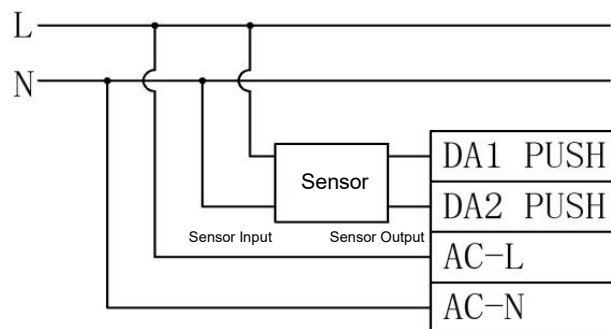 L
N
DA1 PUSH
Sensor
DA2 PUSH
Sensor Input
Sensor Output
AC-L
AC-N